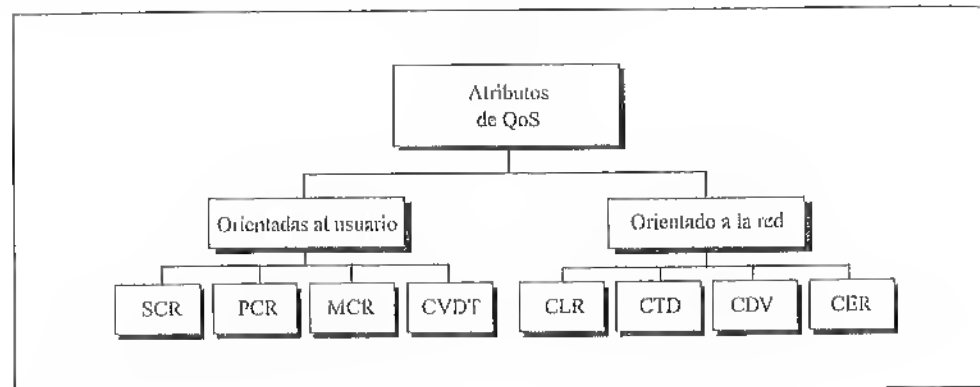 Atributos
de QoS
Orientadas al usuario
Orientado a la red
SCR
PCR
MCR
CVDT
CLR
CTD
CDV
CER